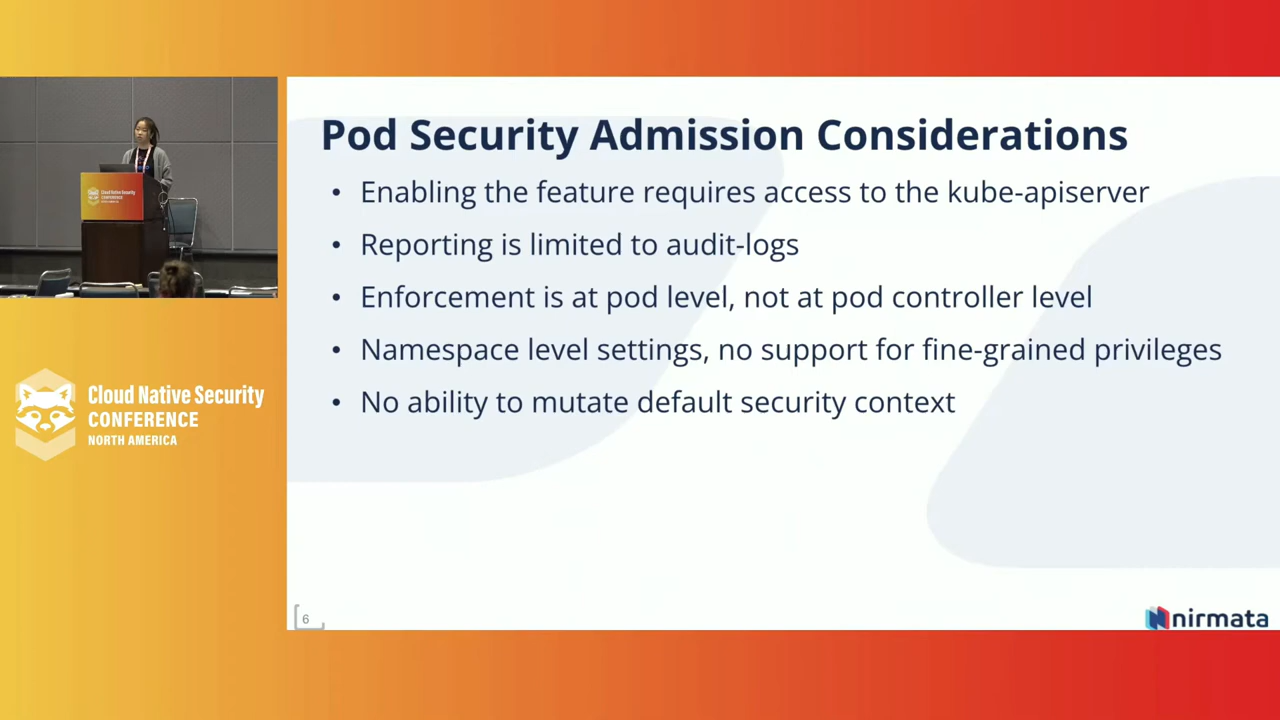 Pod Security Admission Considerations
• Enabling the feature requires access to the kube-apiserver
• Reporting is limited to audit-logs
• Enforcement is at pod level, not at pod controller level
• Namespace level settings, no support for fine-grained privileges
• No ability to mutate default security context
Cloud Native Security
CONFERENCE
NORTH AMERICA
6
nirmata